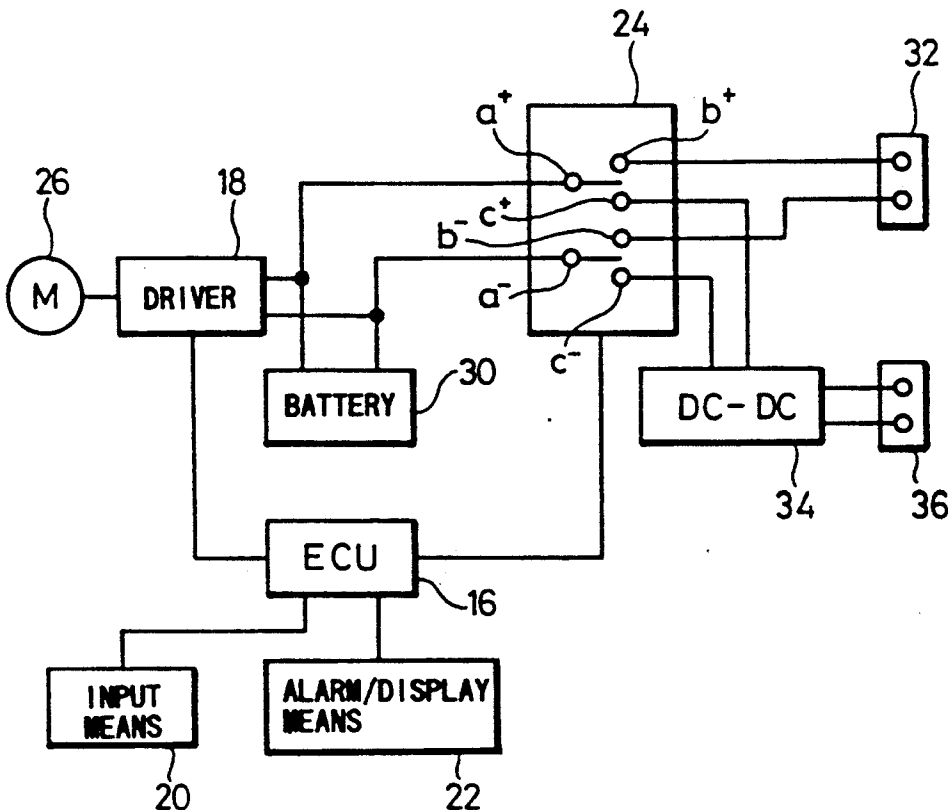 24
32
a+
b+
26
18
c+
b-
M
DRIVER
a-
c-
30
BATTERY
DC-DC
34
36
ECU
16
INPUT
MEANS
ALARM/DISPLAY
MEANS
20
22